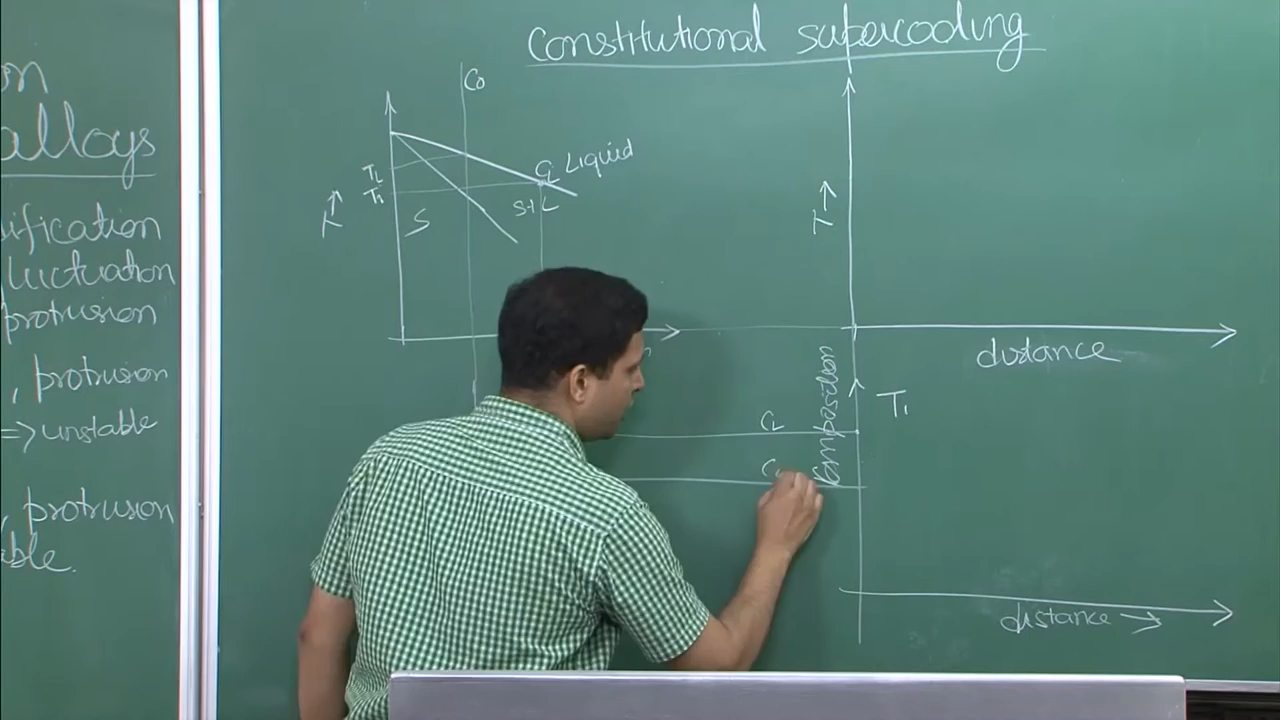 Constitutional supercooling
on
alloys
ification
luctuation
protrusion
, protrusion
=> unstable
, protrusion
able.
C0
Liquid
CL
TL
T1
T
S
S+L
T
distance
composition
T1
CL
distance